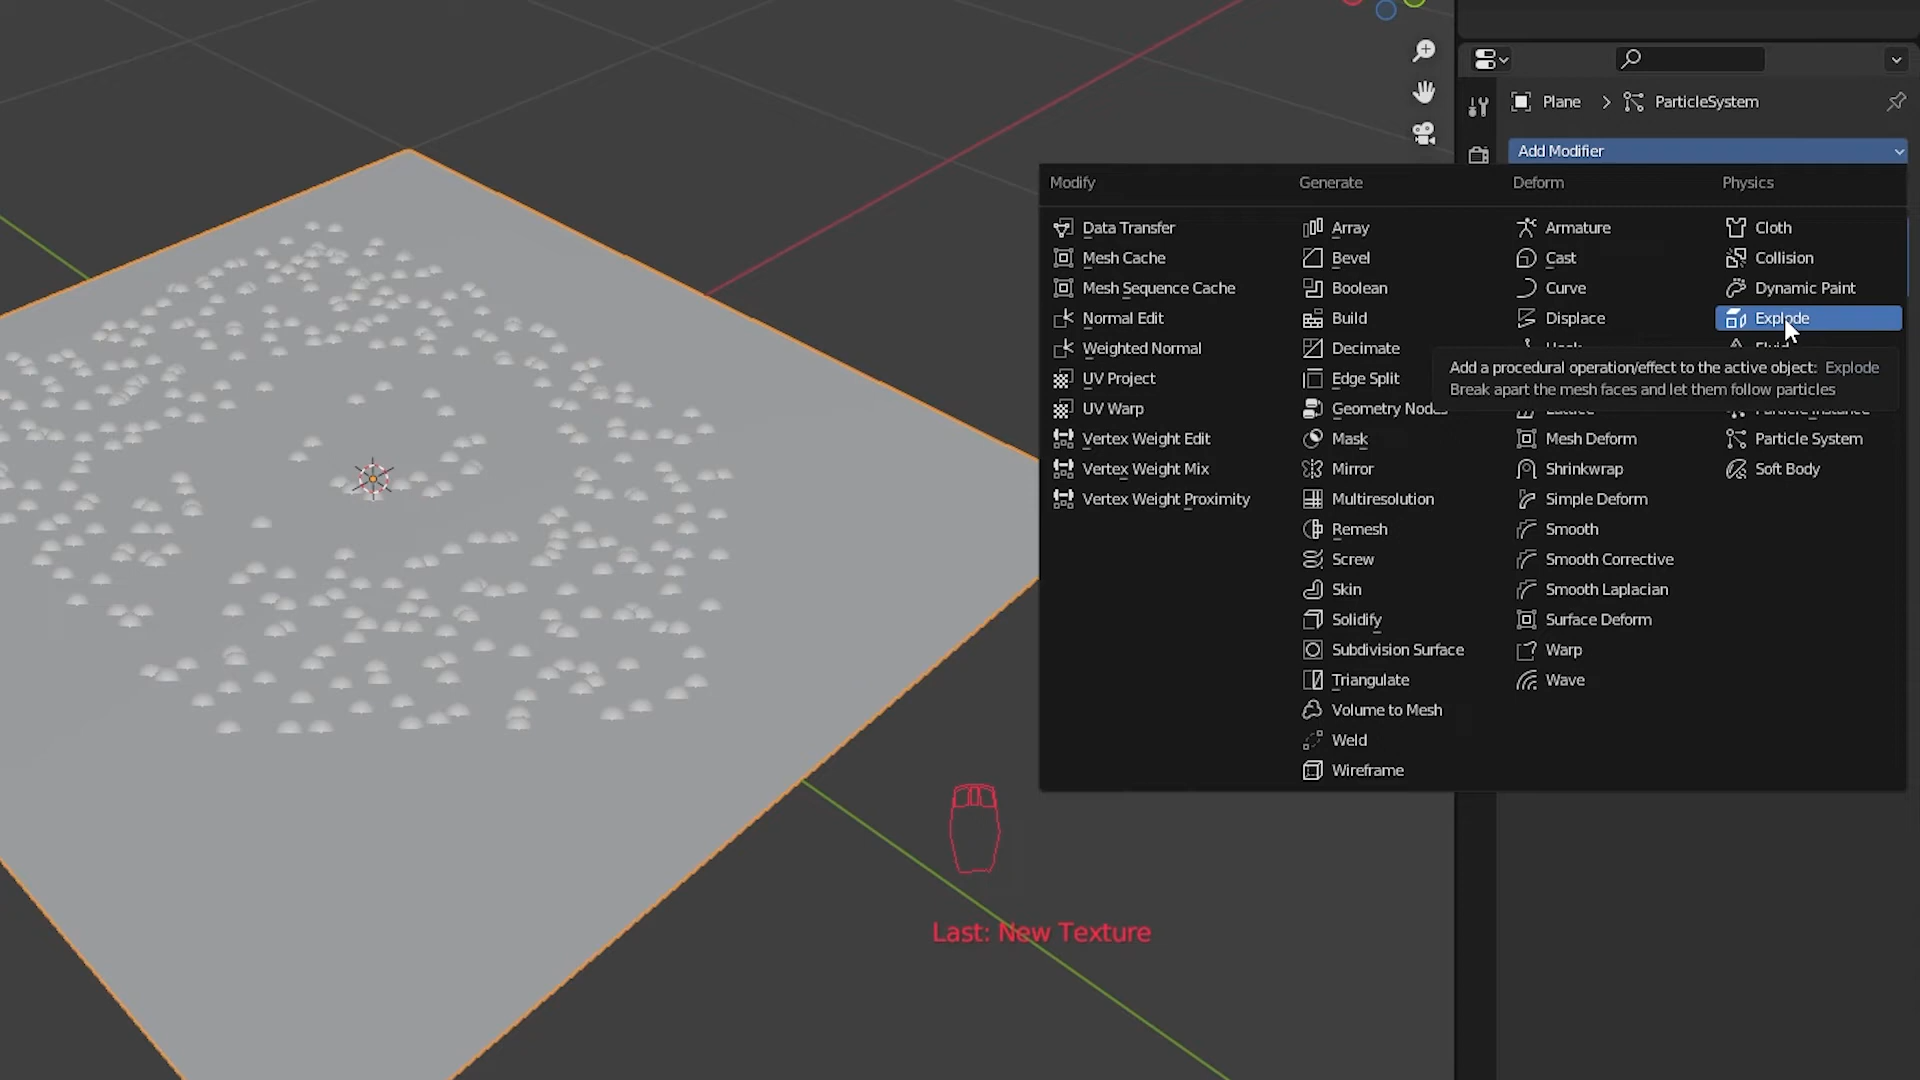 Plane > ParticleSystem
Add Modifier
Modify
Data Transfer
Mesh Cache
Mesh Sequence Cache
Normal Edit
Weighted Normal
UV Project
UV Warp
Vertex Weight Edit
Vertex Weight Mix
Vertex Weight Proximity
Generate
Array
Bevel
Boolean
Build
Decimate
Edge Split
Geometry Nodes
Mask
Mirror
Multiresolution
Remesh
Screw
Skin
Solidify
Subdivision Surface
Triangulate
Volume to Mesh
Weld
Wireframe
Deform
Armature
Cast
Curve
Displace
Mesh Deform
Shrinkwrap
Simple Deform
Smooth
Smooth Corrective
Smooth Laplacian
Surface Deform
Warp
Wave
Physics
Cloth
Collision
Dynamic Paint
Explode
Particle System
Soft Body
Add a procedural operation/effect to the active object: Explode
Break apart the mesh faces and let them follow particles
Last: New Texture